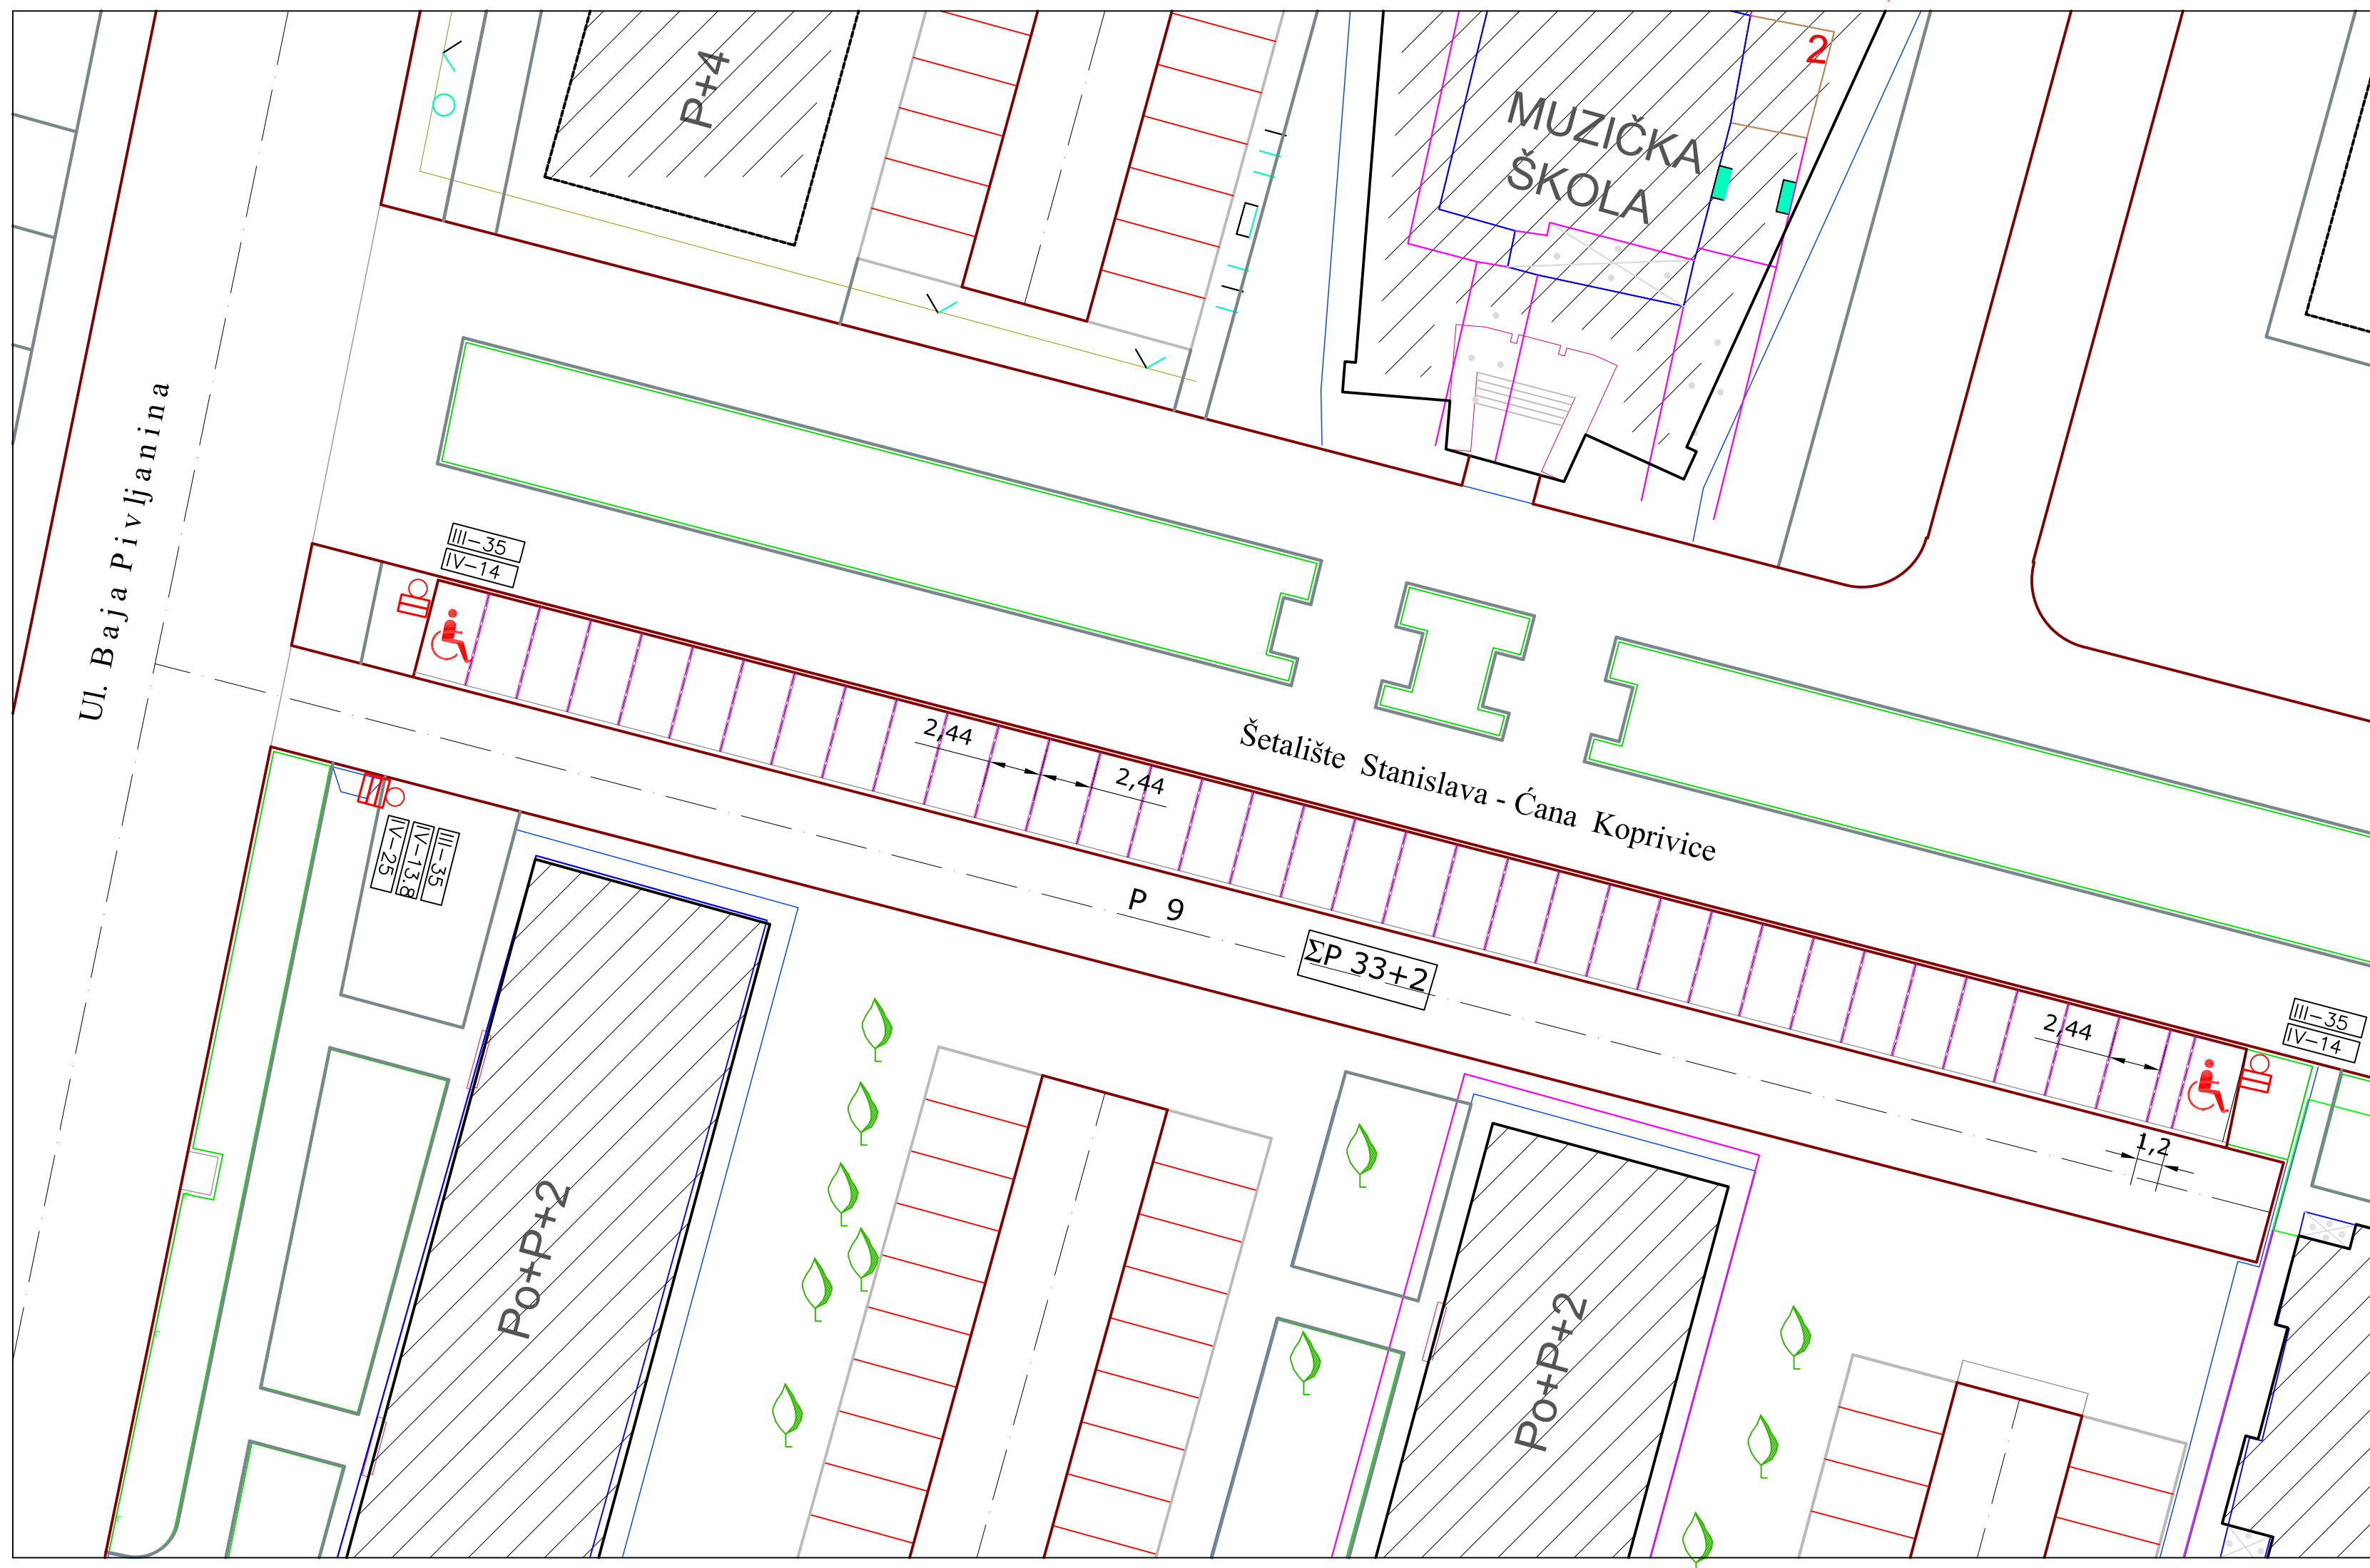 P+4
2
MUZIČKA
ŠKOLA
Ul. Baja Pivljanina
III-35
IV-14
2,44
2,44
Šetalište Stanislava - Ćana Koprivice
III-35
IV-13.8
IV-25
P 9
ΣP 33+2
2,44
III-35
IV-14
1,2
Po+P+2
Po+P+2